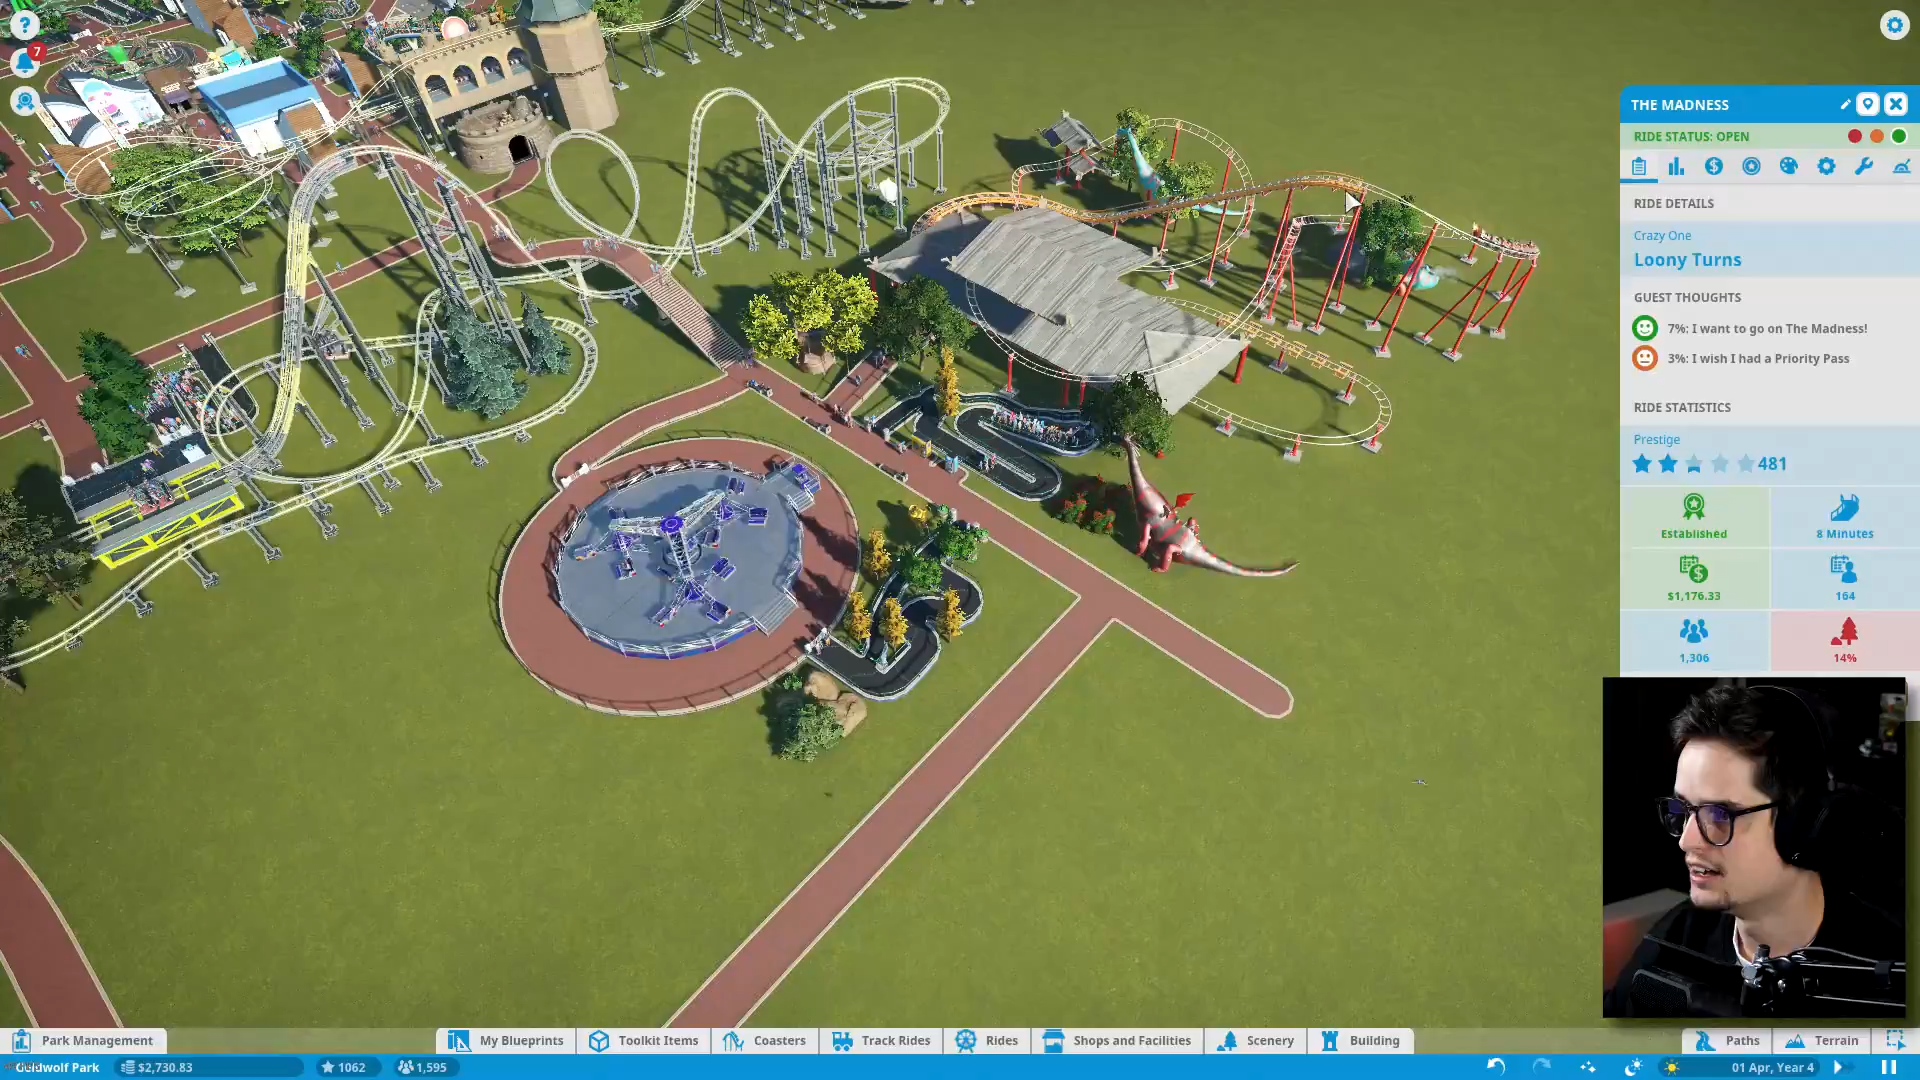 7
THE MADNESS
RIDE STATUS: OPEN
RIDE DETAILS
Crazy One
Loony Turns
GUEST THOUGHTS
7%: I want to go on The Madness!
3%: I wish I had a Priority Pass
RIDE STATISTICS
Prestige
481
Established
8 Minutes
$1,176.33
164
1,306
14%
Park Management
My Blueprints
Toolkit Items
Coasters
Track Rides
Rides
Shops and Facilities
Scenery
Building
Paths
Terrain
Goldwolf Park
$2,730.83
1062
1,595
01 Apr, Year 4